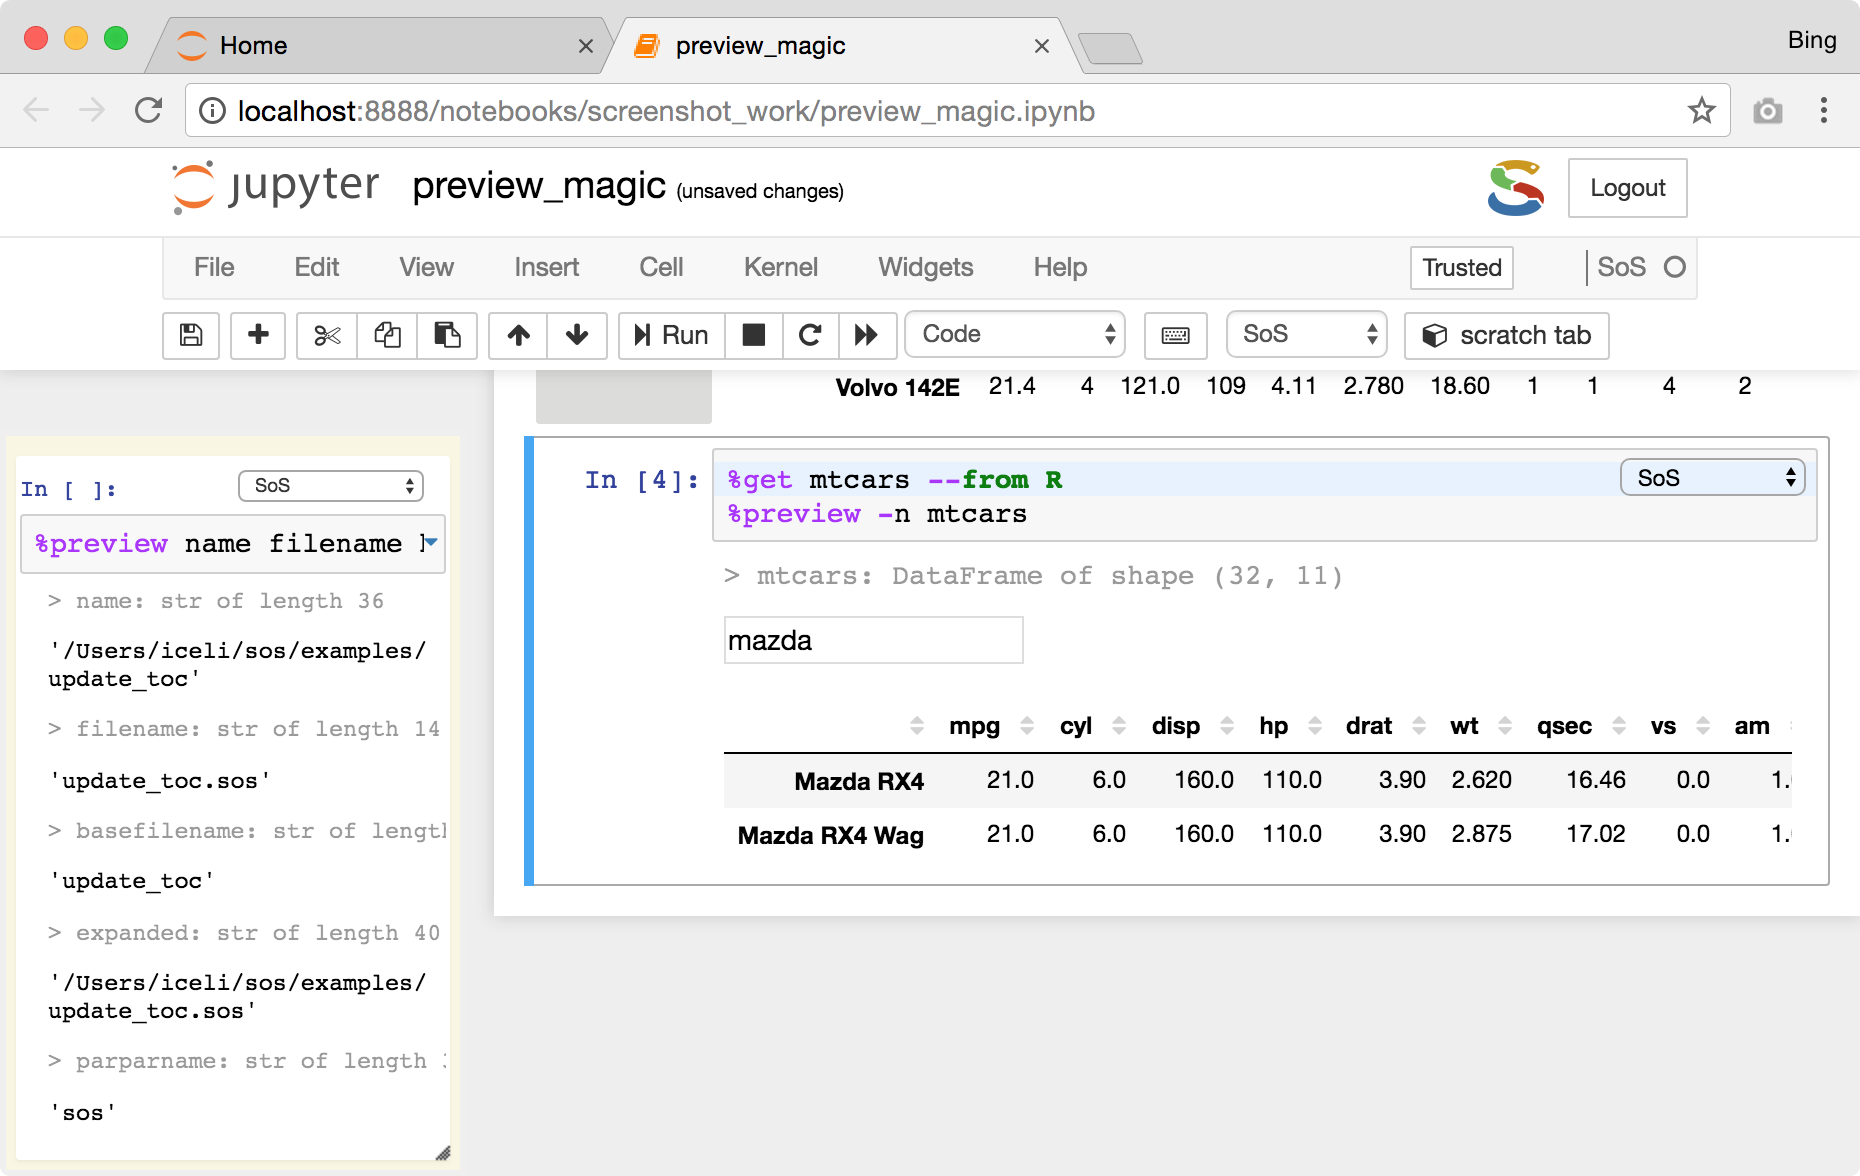 Home
preview_magic
Bing
localhost:8888/notebooks/screenshot_work/preview_magic.ipynb
jupyter preview_magic (unsaved changes)
Logout
File Edit View Insert Cell Kernel Widgets Help
Trusted
SoS
Run
Code
SoS
scratch tab
In [ ]:
SoS
%preview name filename
> name: str of length 36
'/Users/iceli/sos/examples/
update_toc'
> filename: str of length 14
'update_toc.sos'
> basefilename: str of length
'update_toc'
> expanded: str of length 40
'/Users/iceli/sos/examples/
update_toc.sos'
> parparname: str of length
'sos'
Volvo 142E 21.4 4 121.0 109 4.11 2.780 18.60 1 1 4 2
In [4]:
%get mtcars --from R
SoS
%preview -n mtcars
> mtcars: DataFrame of shape (32, 11)
mazda
mpg cyl disp hp drat wt qsec vs am
Mazda RX4 21.0 6.0 160.0 110.0 3.90 2.620 16.46 0.0 1.
Mazda RX4 Wag 21.0 6.0 160.0 110.0 3.90 2.875 17.02 0.0 1.